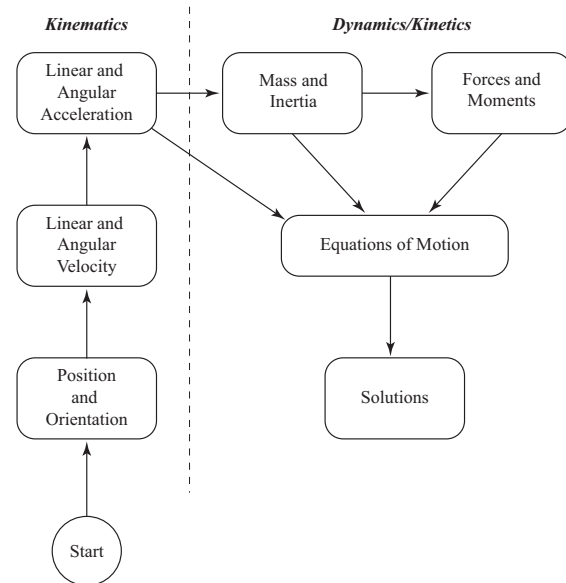 Kinematics
Dynamics/Kinetics
Linear and
Angular
Acceleration
Mass and
Inertia
Forces and
Moments
Linear and
Angular
Velocity
Equations of Motion
Position
and
Orientation
Solutions
Start